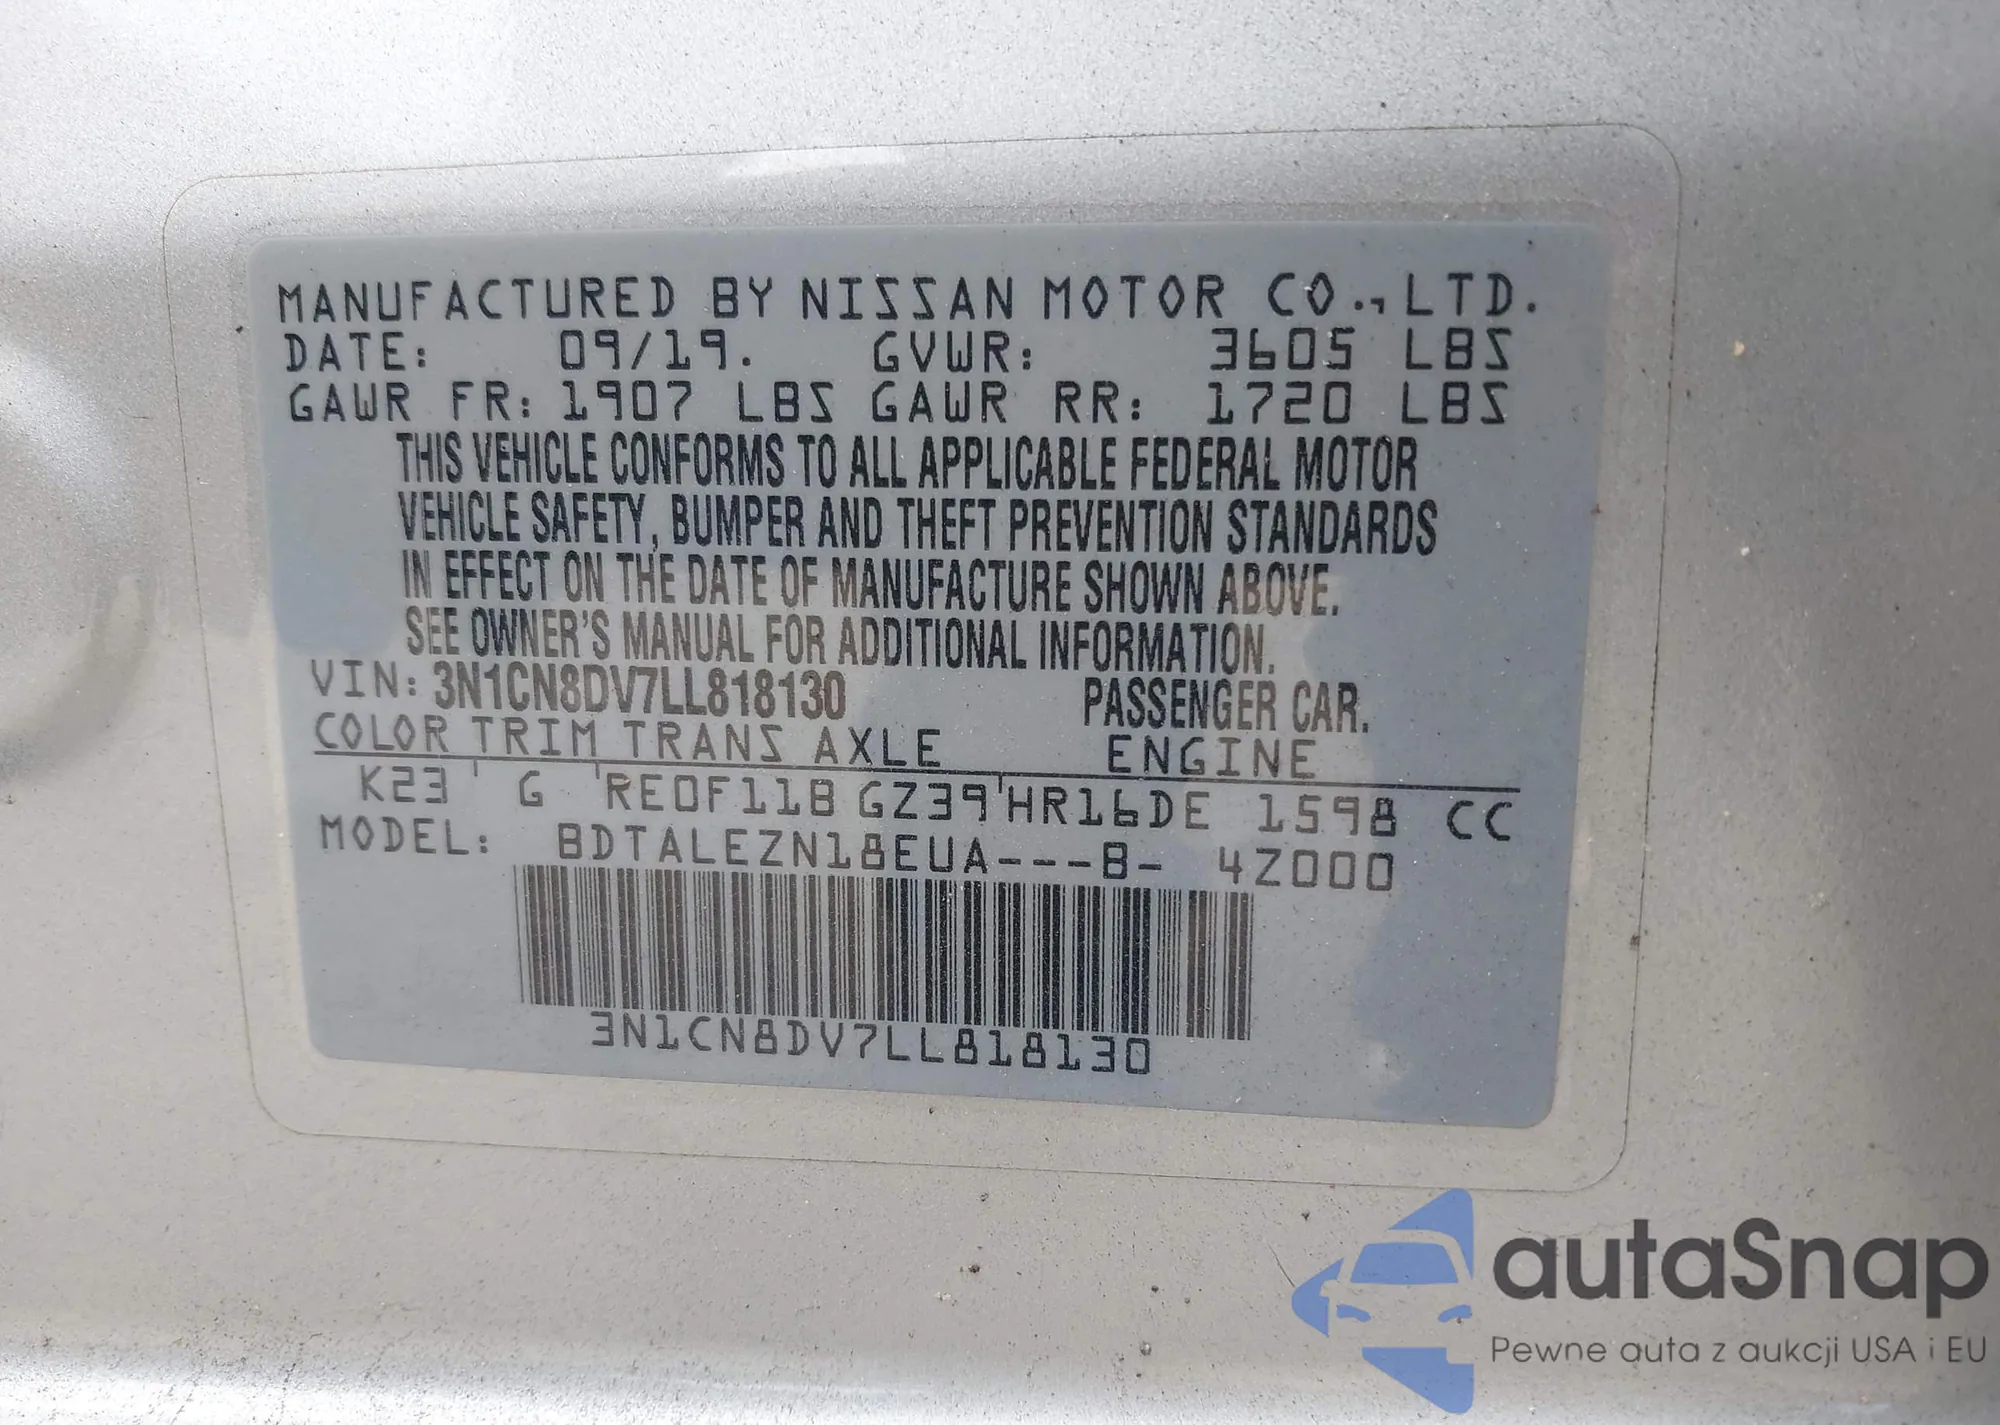 MANUFACTURED BY NISSAN MOTOR CO., LTD.
DATE: 09/19. GVWR: 3605 LBS
GAWR FR: 1907 LBS GAWR RR: 1720 LBS
THIS VEHICLE CONFORMS TO ALL APPLICABLE FEDERAL MOTOR
VEHICLE SAFETY, BUMPER AND THEFT PREVENTION STANDARDS
IN EFFECT ON THE DATE OF MANUFACTURE SHOWN ABOVE.
SEE OWNER'S MANUAL FOR ADDITIONAL INFORMATION.
VIN: 3N1CN8DV7LL818130 PASSENGER CAR.
COLOR TRIM TRANS AXLE ENGINE
K23 G RE0F11B GZ39 HR16DE 1598 CC
MODEL: BDTALEZN18EUA---B- 4Z000
3N1CN8DV7LL818130
autaSnap
Pewne auta z aukcji USA i EU